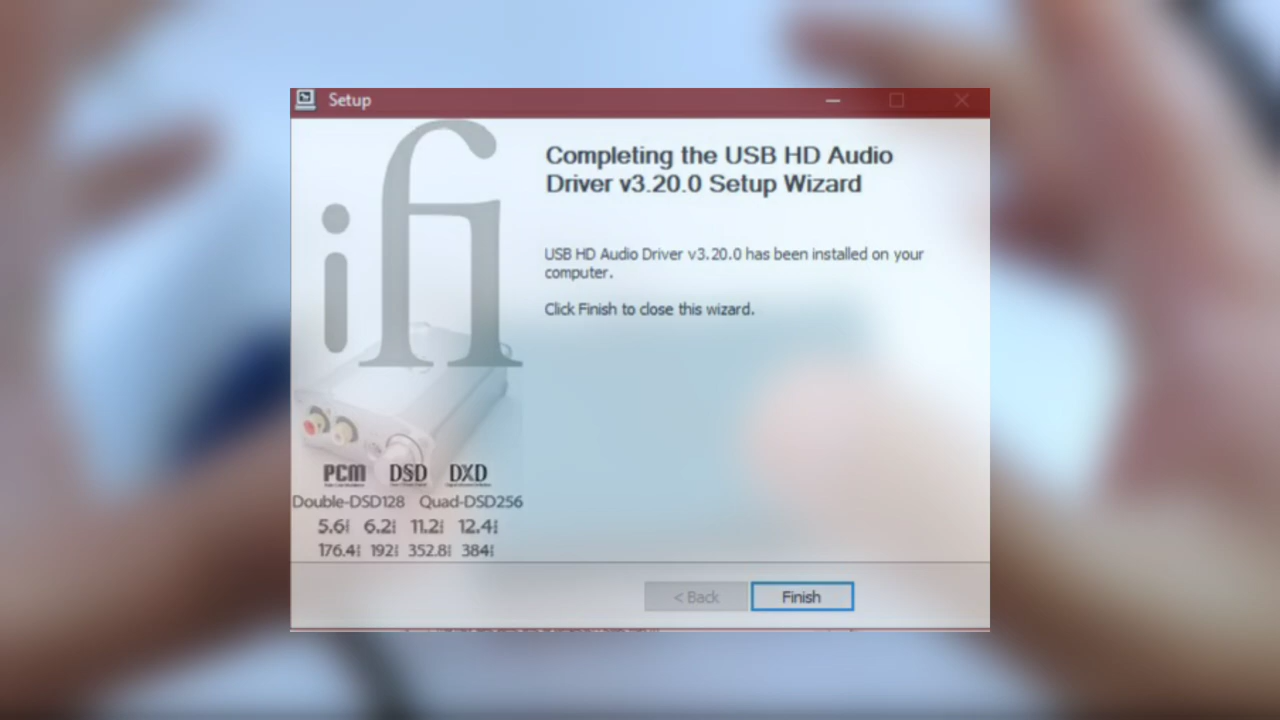 Setup
ifi
Completing the USB HD Audio
Driver v3.20.0 Setup Wizard
USB HD Audio Driver v3.20.0 has been installed on your
computer.
Click Finish to close this wizard.
PCM DSD DXD
Double-DSD128 Quad-DSD256
5.6 6.2 11.2 12.4
176.4 192 352.8 384
< Back Finish